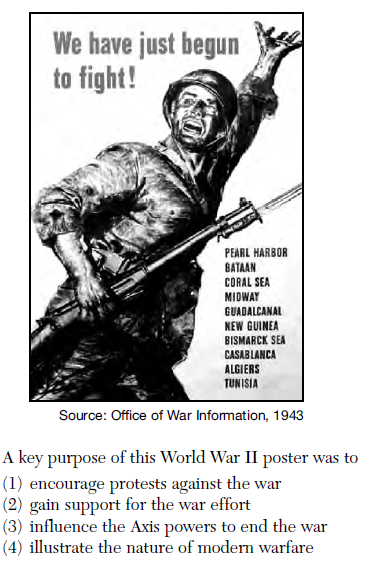 We have just begun
to fight!
PEARL HARBOR
BATAAN
CORAL SEA
MIDWAY
GUADALCANAL
NEW GUINEA
BISMARCK SEA
CASABLANCA
ALGIERS
TUNISIA
Source: Office of War Information, 1943
A key purpose of this World War II poster was to
(1) encourage protests against the war
(2) gain support for the war effort
(3) influence the Axis powers to end the war
(4) illustrate the nature of modern warfare